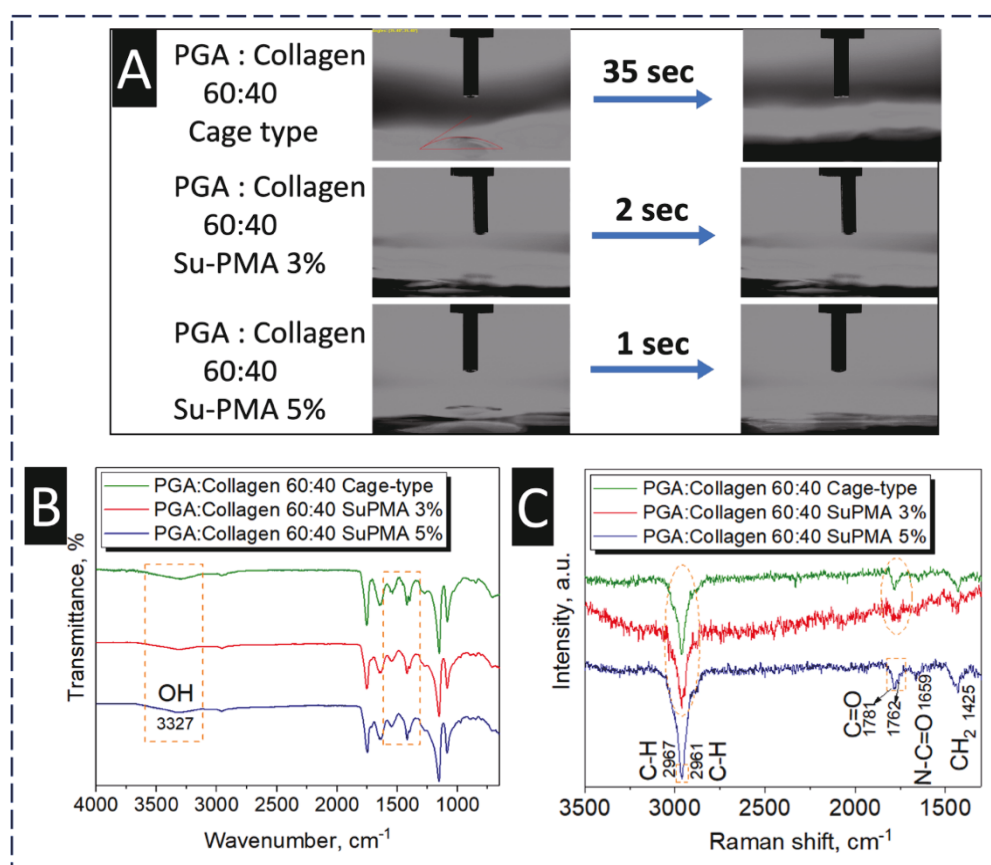 A
PGA : Collagen
60:40
Cage type
35 sec
PGA : Collagen
60:40
Su-PMA 3%
2 sec
PGA : Collagen
60:40
Su-PMA 5%
1 sec
B
PGA:Collagen 60:40 Cage-type
PGA:Collagen 60:40 SuPMA 3%
PGA:Collagen 60:40 SuPMA 5%
Transmittance, %
OH
3327
4000 3500 3000 2500 2000 1500 1000
Wavenumber, cm⁻¹
C
PGA:Collagen 60:40 Cage-type
PGA:Collagen 60:40 SuPMA 3%
PGA:Collagen 60:40 SuPMA 5%
Intensity, a.u.
C-H
2967
2961
C-H
C=O
1781
1762
N-C=O 1659
CH₂ 1425
3500 3000 2500 2000 1500
Raman shift, cm⁻¹